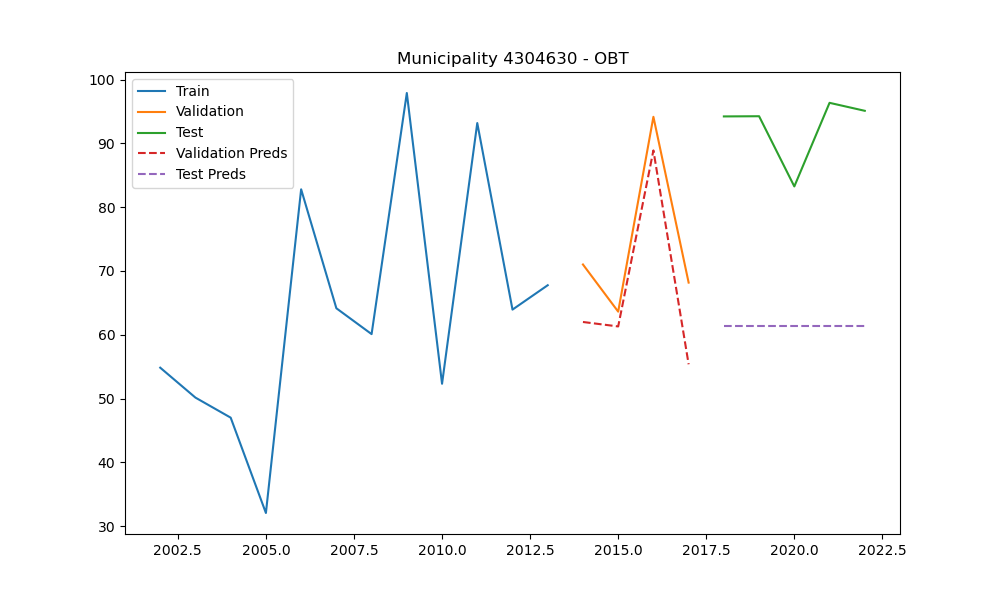 Municipality 4304630 - OBT
Train
Validation
Test
Validation Preds
Test Preds
100
90
80
70
60
50
40
30
2002.5 2005.0 2007.5 2010.0 2012.5 2015.0 2017.5 2020.0 2022.5